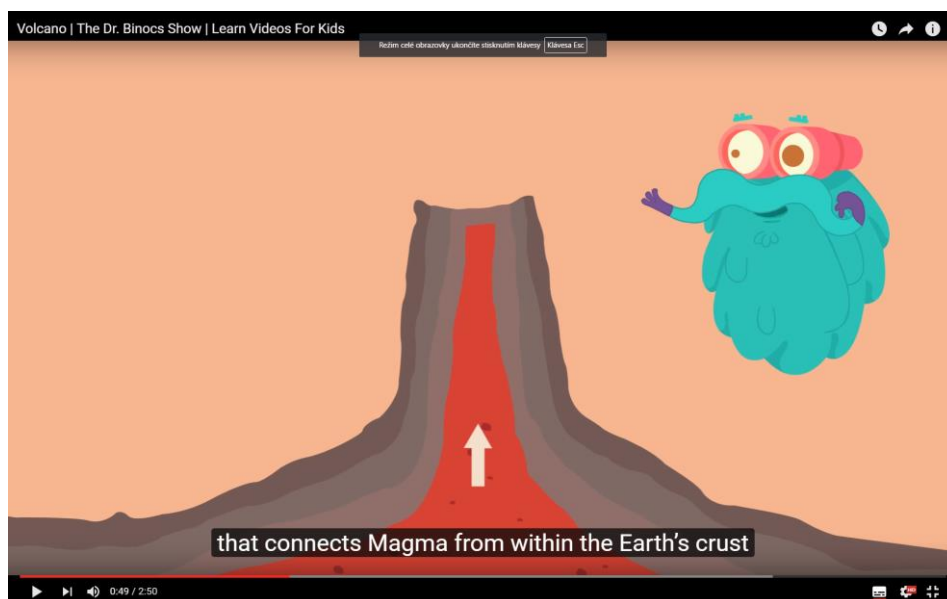 Volcano | The Dr. Binocs Show | Learn Videos For Kids
Režim celé obrazovky ukončíte stisknutím klávesy Klávesa Esc
that connects Magma from within the Earth's crust
0:49 / 2:50